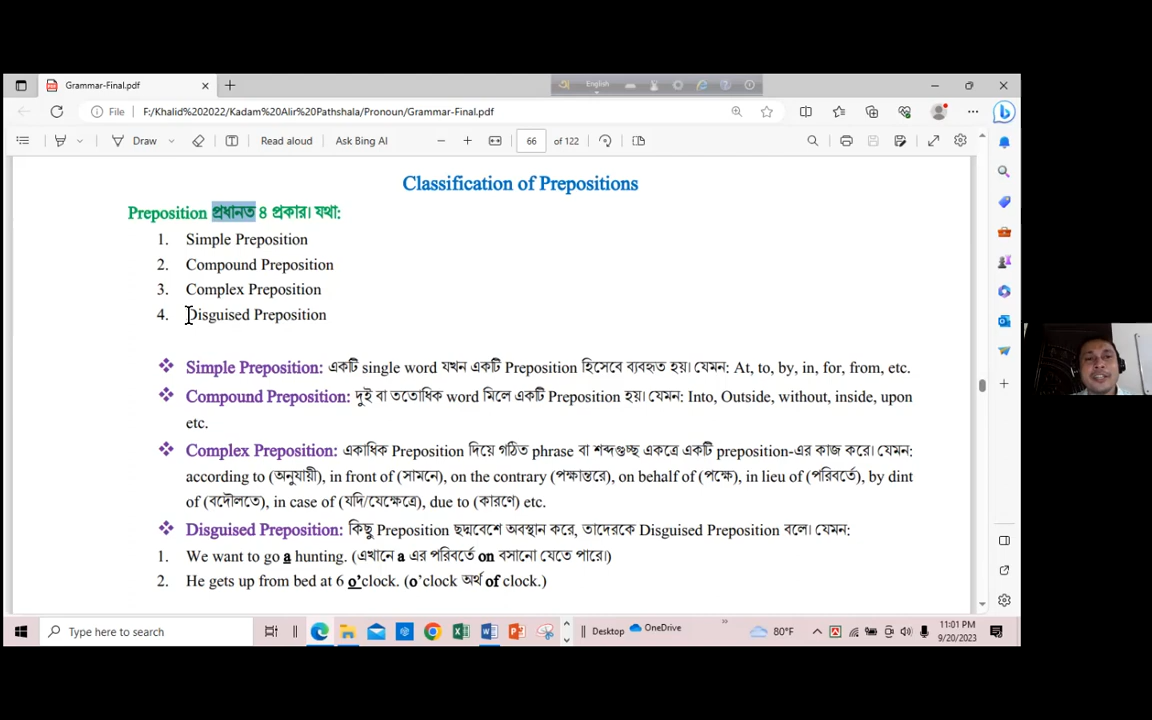 Grammar-Final.pdf
English
File F:/Khalid%202022/Kadam%20Alir%20Pathshala/Pronoun/Grammar-Final.pdf
Draw Read aloud Ask Bing AI 66 of 122
Classification of Prepositions
Preposition প্রধানত ৪ প্রকার। যথা:
1. Simple Preposition
2. Compound Preposition
3. Complex Preposition
4. Disguised Preposition
❖ Simple Preposition: একটি single word যখন একটি Preposition হিসেবে ব্যবহৃত হয়। যেমন: At, to, by, in, for, from, etc.
❖ Compound Preposition: দুই বা ততোধিক word মিলে একটি Preposition হয়। যেমন: Into, Outside, without, inside, upon
etc.
❖ Complex Preposition: একাধিক Preposition দিয়ে গঠিত phrase বা শব্দগুচ্ছ একত্রে একটি preposition-এর কাজ করে। যেমন:
according to (অনুযায়ী), in front of (সামনে), on the contrary (পক্ষান্তরে), on behalf of (পক্ষে), in lieu of (পরিবর্তে), by dint
of (বদৌলতে), in case of (যদি/যেক্ষেত্রে), due to (কারণে) etc.
❖ Disguised Preposition: কিছু Preposition ছদ্মবেশে অবস্থান করে, তাদেরকে Disguised Preposition বলে। যেমন:
1. We want to go a hunting. (এখানে a এর পরিবর্তে on বসানো যেতে পারে।)
2. He gets up from bed at 6 o’clock. (o’clock অর্থ of clock.)
Type here to search
Desktop OneDrive 80°F 11:01 PM
9/20/2023